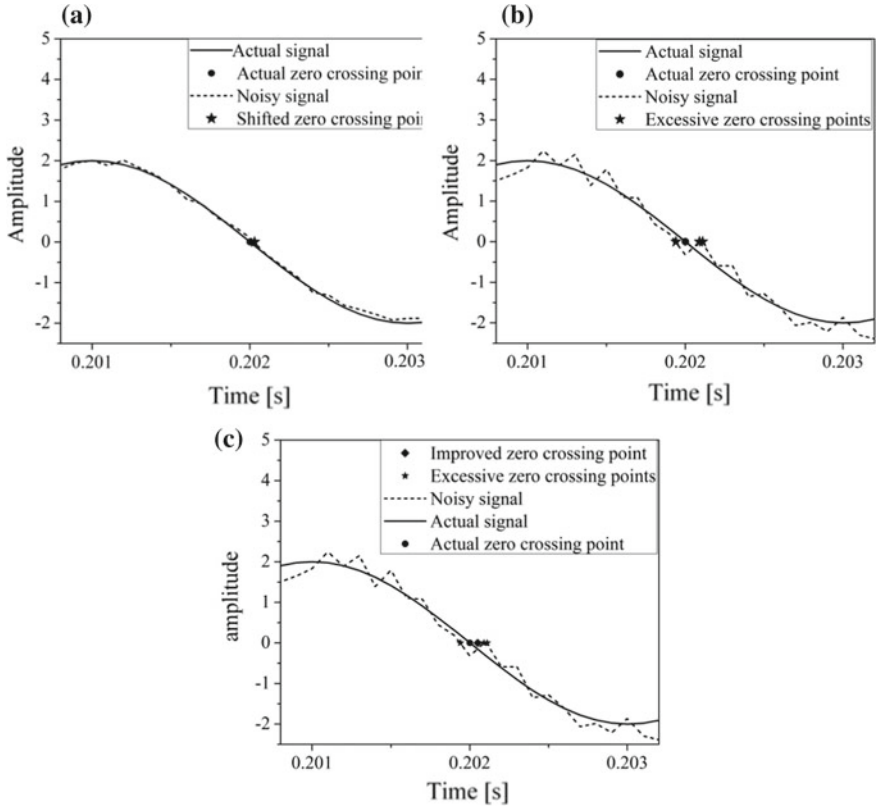 (a)
5
4
3
2
1
0
-1
-2
Amplitude
Actual signal
Actual zero crossing poin
Noisy signal
Shifted zero crossing poin
0.201
0.202
0.203
Time [s]
(b)
5
4
3
2
1
0
-1
-2
Amplitude
Actual signal
Actual zero crossing point
Noisy signal
Excessive zero crossing points
0.201
0.202
0.203
Time [s]
(c)
5
4
3
2
1
0
-1
-2
amplitude
Improved zero crossing point
Excessive zero crossing points
Noisy signal
Actual signal
Actual zero crossing point
0.201
0.202
0.203
Time [s]